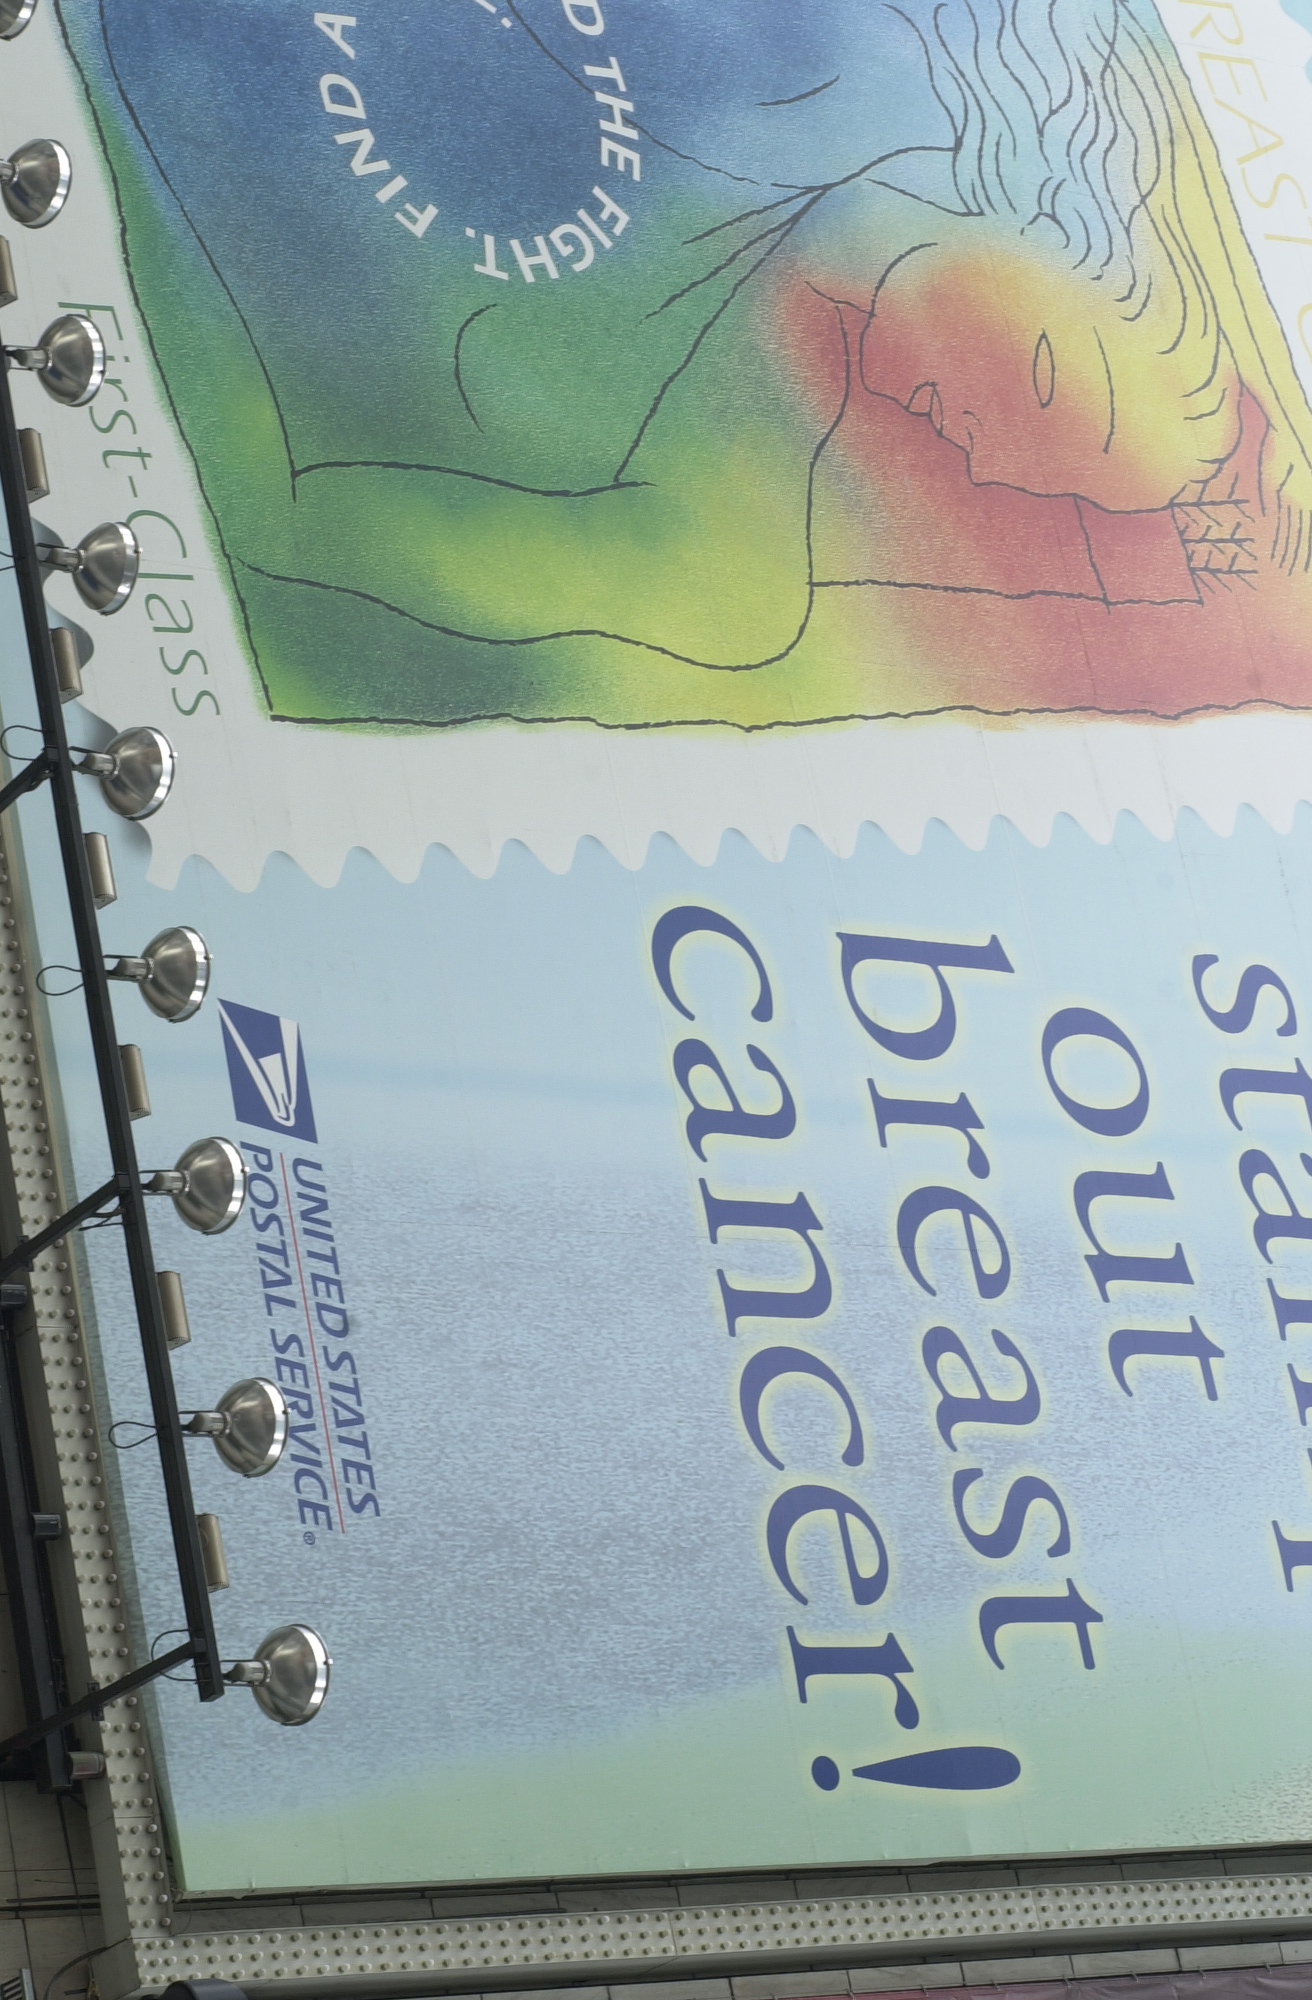 THE FIGHT. FIND A
First-Class
out
breast
cancer!
UNITED STATES
POSTAL SERVICE®